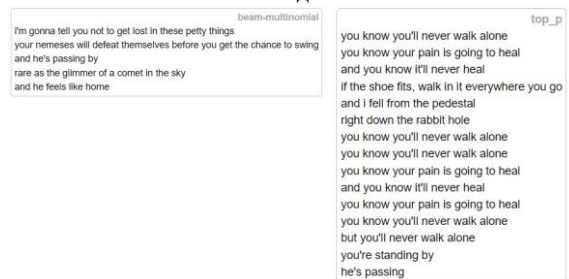 beam-multinomial
i'm gonna tell you not to get lost in these petty things
your nemeses will defeat themselves before you get the chance to swing
and he's passing by
rare as the glimmer of a comet in the sky
and he feels like home
top_p
you know you'll never walk alone
you know your pain is going to heal
and you know it'll never heal
if the shoe fits, walk in it everywhere you go
and i fell from the pedestal
right down the rabbit hole
you know you'll never walk alone
you know you'll never walk alone
you know your pain is going to heal
and you know it'll never heal
you know your pain is going to heal
you know you'll never walk alone
but you'll never walk alone
you're standing by
he's passing